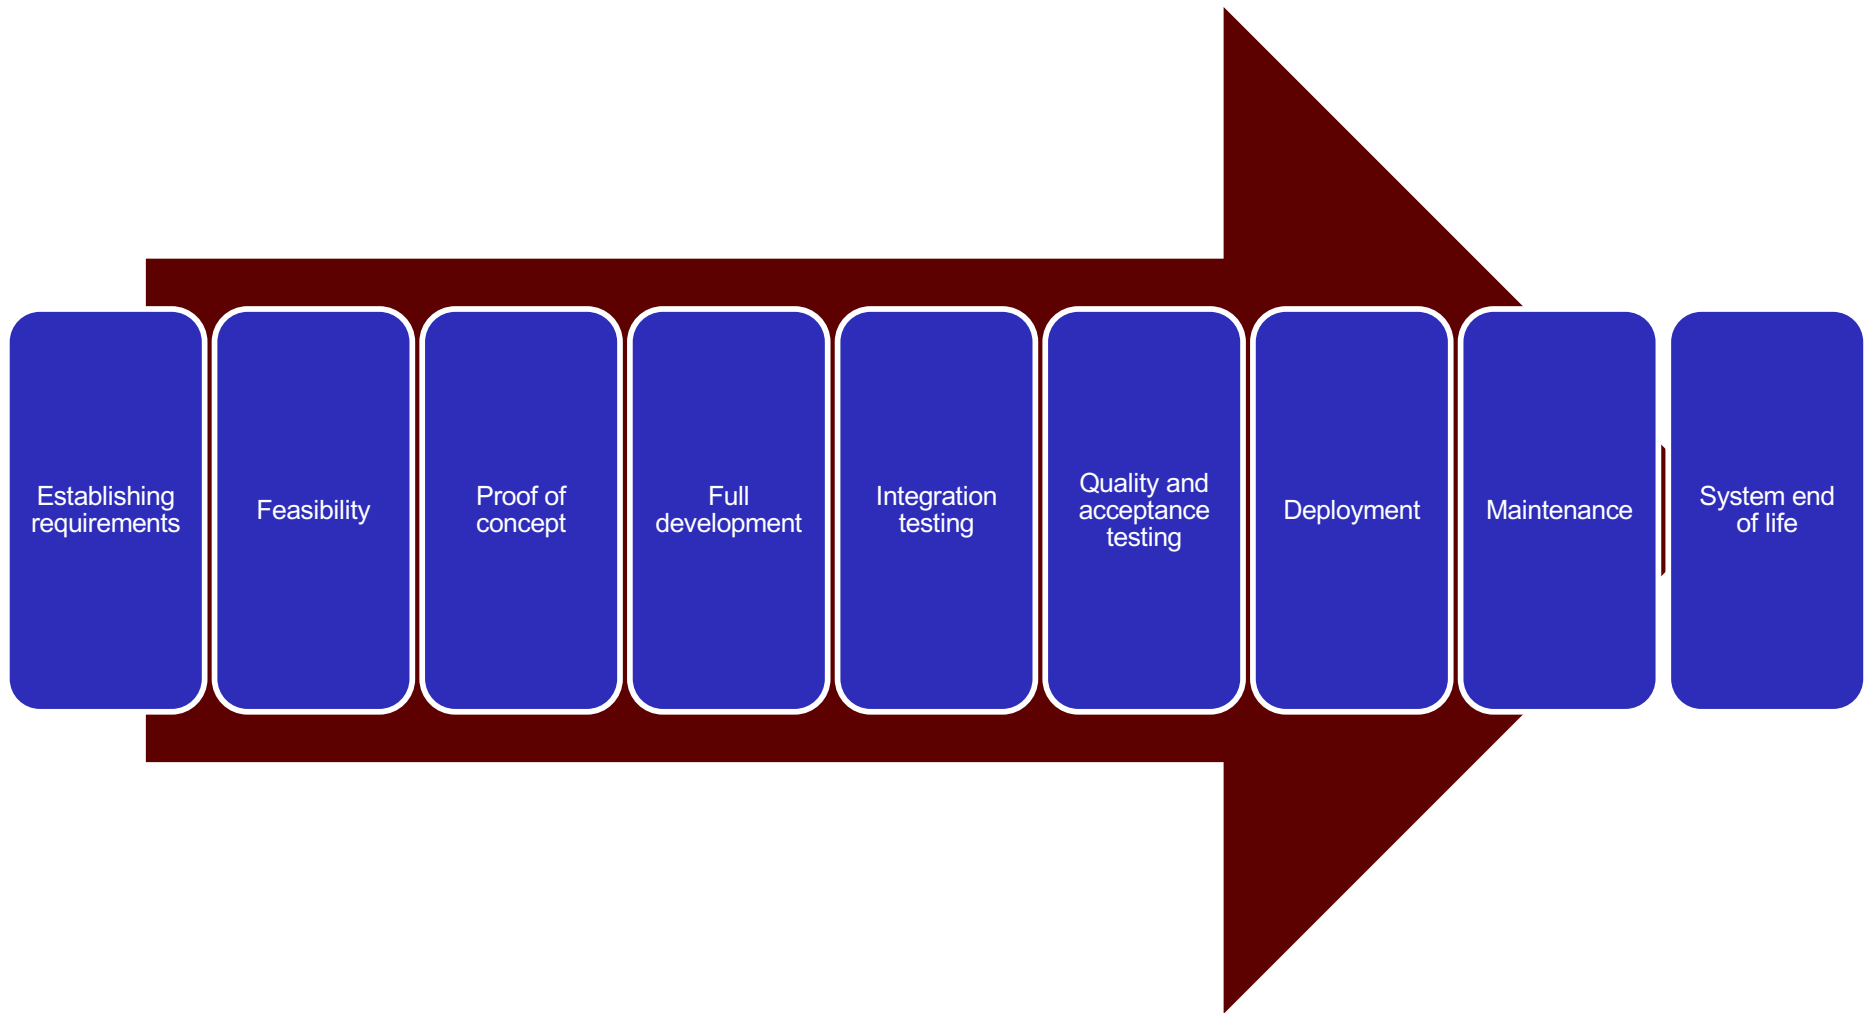 Establishing
requirements
Feasibility
Proof of
concept
Full
development
Integration
testing
Quality and
acceptance
testing
Deployment
Maintenance
System end
of life